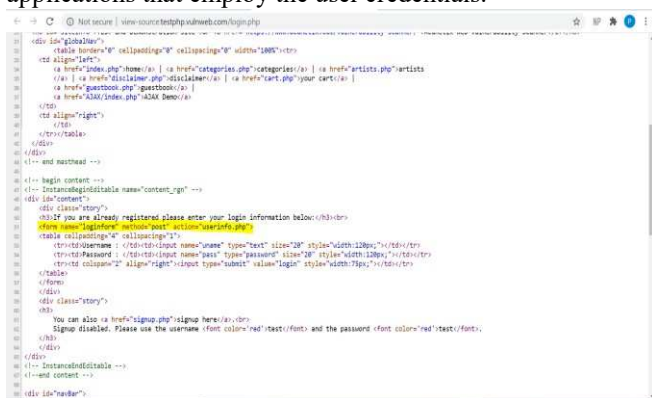 applications that employ the user credentials.
Not secure | view-source:testphp.vulnweb.com/login.php
<div id="globalNav">
<table border="0" cellpadding="0" cellspacing="0" width="100%"><tr>
<td align="left">
<a href="index.php">home</a> | <a href="categories.php">categories</a> | <a href="artists.php">artists
</a> | <a href="disclaimer.php">disclaimer</a> | <a href="cart.php">your cart</a> |
<a href="guestbook.php">guestbook</a> |
<a href="AJAX/index.php">AJAX Demo</a>
</td>
<td align="right">
</td>
</tr></table>
</div>
</div>
<!-- end masthead -->
<!-- begin content -->
<!-- InstanceBeginEditable name="content_rgn" -->
<div id="content">
<div class="story">
<h3>If you are already registered please enter your login information below:</h3><br>
<form name="loginform" method="post" action="userinfo.php">
<table cellpadding="4" cellspacing="1">
<tr><td>Username : </td><td><input name="uname" type="text" size="20" style="width:120px;"></td></tr>
<tr><td>Password : </td><td><input name="pass" type="password" size="20" style="width:120px;"></td></tr>
<tr><td colspan="2" align="right"><input type="submit" value="login" style="width:75px;"></td></tr>
</table>
</form>
</div>
<div class="story">
<h3>
You can also <a href="signup.php">signup here</a>.<br>
Signup disabled. Please use the username <font color='red'>test</font> and the password <font color='red'>test</font>.
</h3>
</div>
</div>
<!-- InstanceEndEditable -->
<!--end content -->
<div id="navBar">